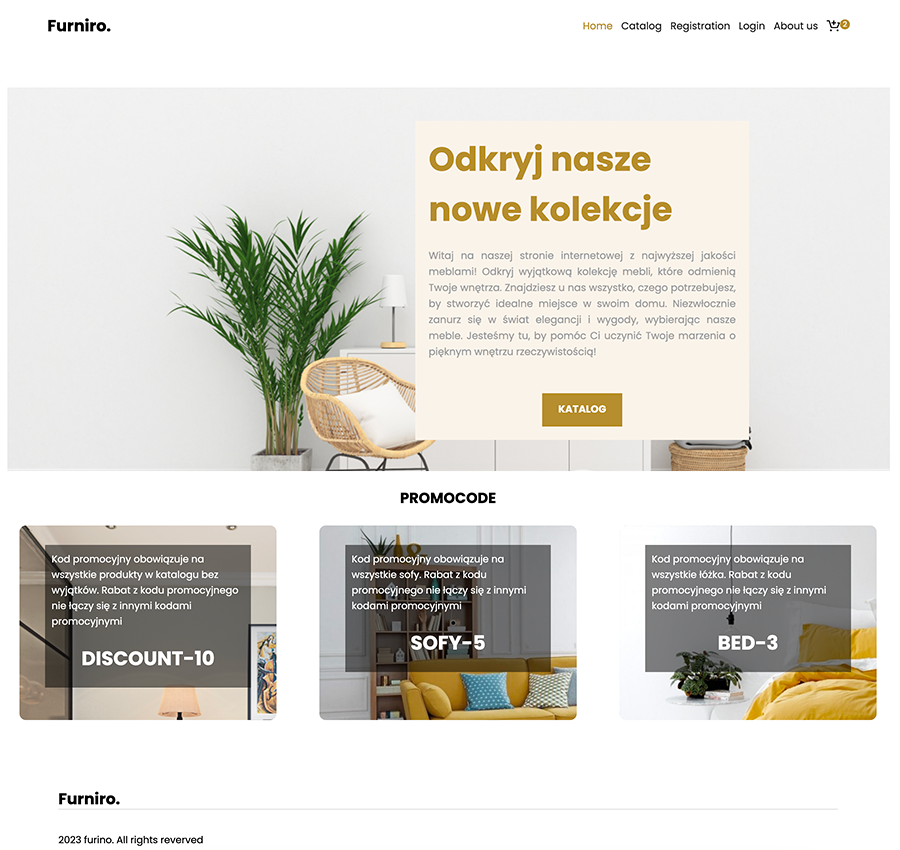 Furniro.
Home Catalog Registration Login About us 2
Odkryj nasze
nowe kolekcje
Witaj na naszej stronie internetowej z najwyższej jakości
meblami! Odkryj wyjątkową kolekcję mebli, które odmienią
Twoje wnętrza. Znajdziesz u nas wszystko, czego potrzebujesz,
by stworzyć idealne miejsce w swoim domu. Niezwłocznie
zanurz się w świat elegancji i wygody, wybierając nasze
meble. Jesteśmy tu, by pomóc Ci uczynić Twoje marzenia o
pięknym wnętrzu rzeczywistością!
KATALOG
PROMOCODE
Kod promocyjny obowiązuje na
wszystkie produkty w katalogu bez
wyjątków. Rabat z kodu promocyjnego
nie łączy się z innymi kodami
promocyjnymi
DISCOUNT-10
Kod promocyjny obowiązuje na
wszystkie sofy. Rabat z kodu
promocyjnego nie łączy się z innymi
kodami promocyjnymi
SOFY-5
Kod promocyjny obowiązuje na
wszystkie łóżka. Rabat z kodu
promocyjnego nie łączy się z innymi
kodami promocyjnymi
BED-3
Furniro.
2023 furino. All rights reverved